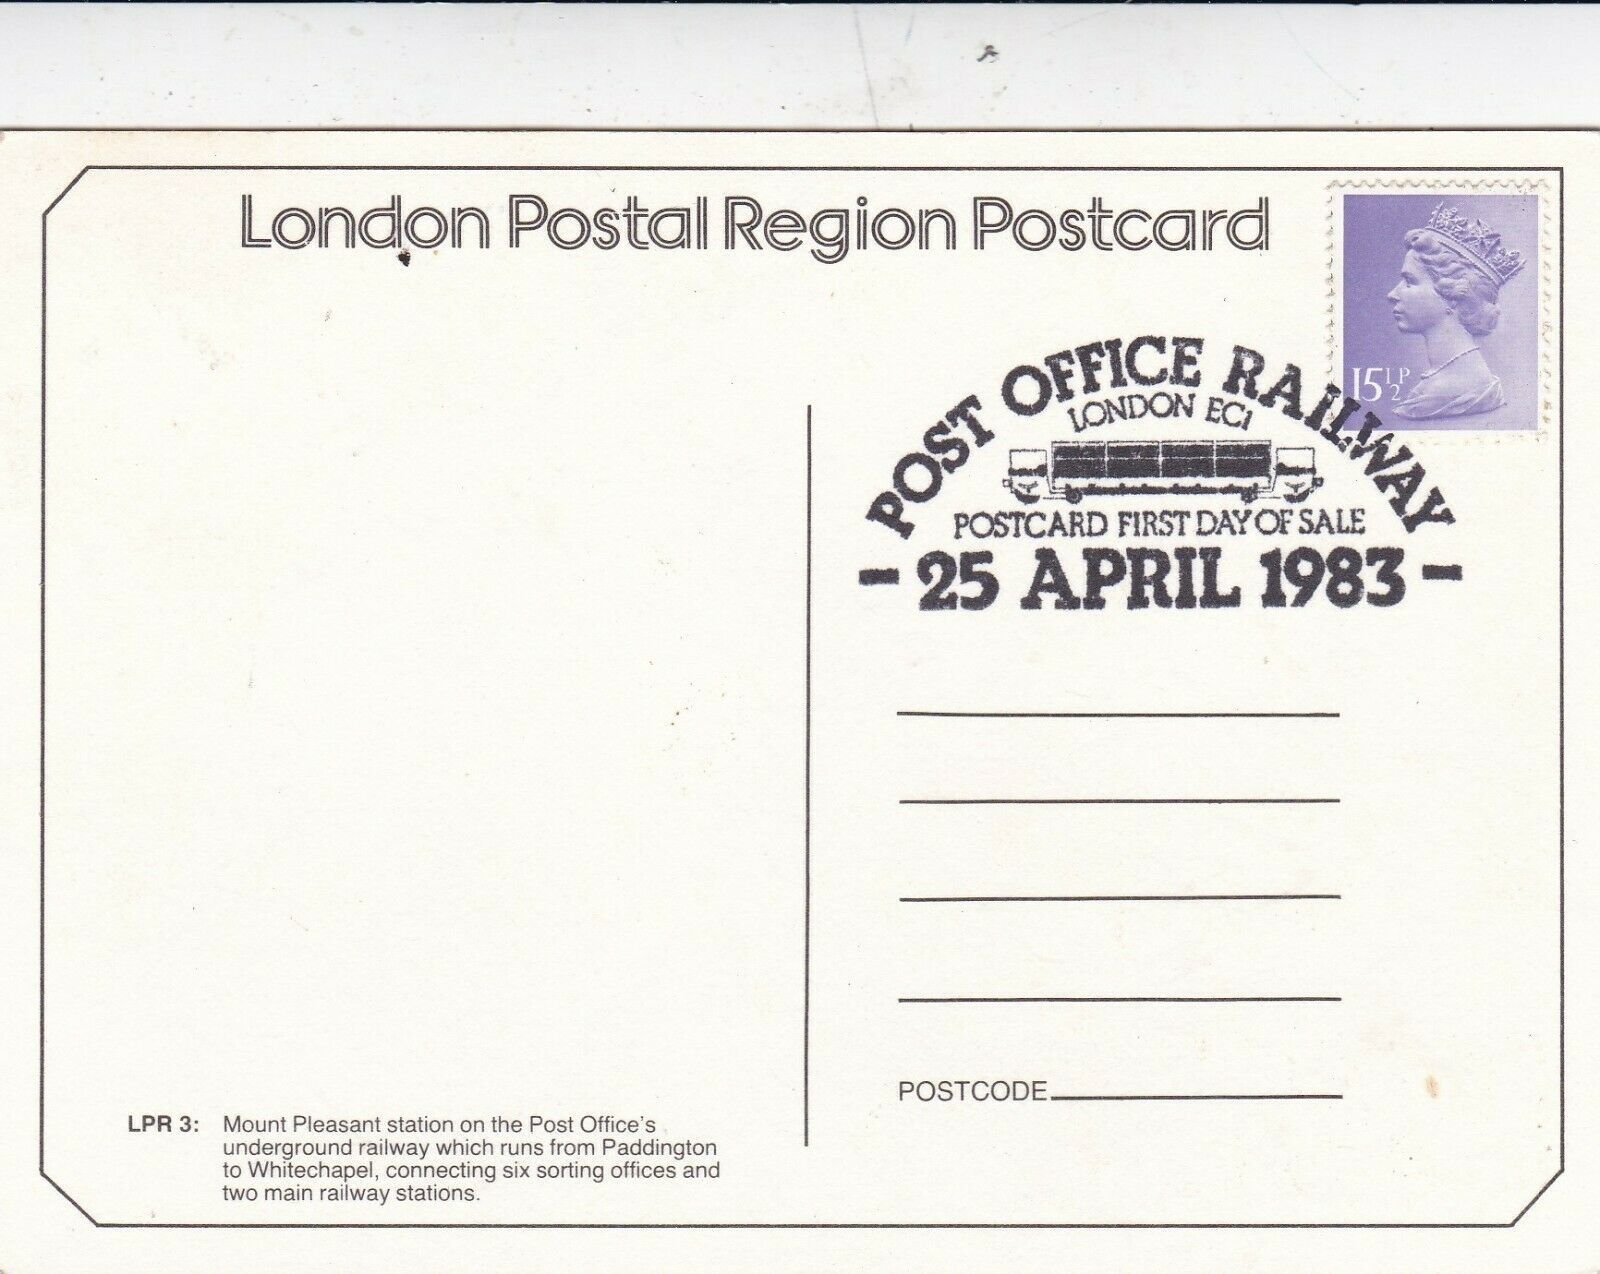 London Postal Region Postcard
15½P
POST OFFICE RAILWAY
LONDON EC1
POSTCARD FIRST DAY OF SALE
- 25 APRIL 1983 -
POSTCODE
LPR 3: Mount Pleasant station on the Post Office's
underground railway which runs from Paddington
to Whitechapel, connecting six sorting offices and
two main railway stations.